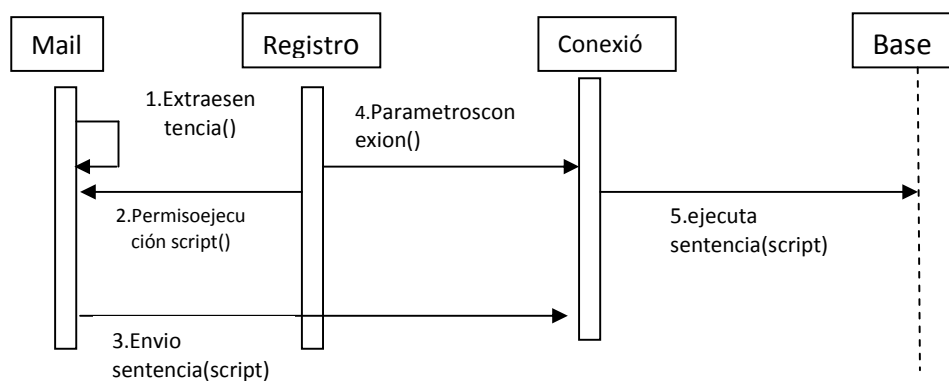 Mail
Registro
Conexió
Base
1.Extraesen
tencia()
4.Parametroscon
exion()
2.Permisoejecu
ción script()
5.ejecuta
sentencia(script)
3.Envio
sentencia(script)